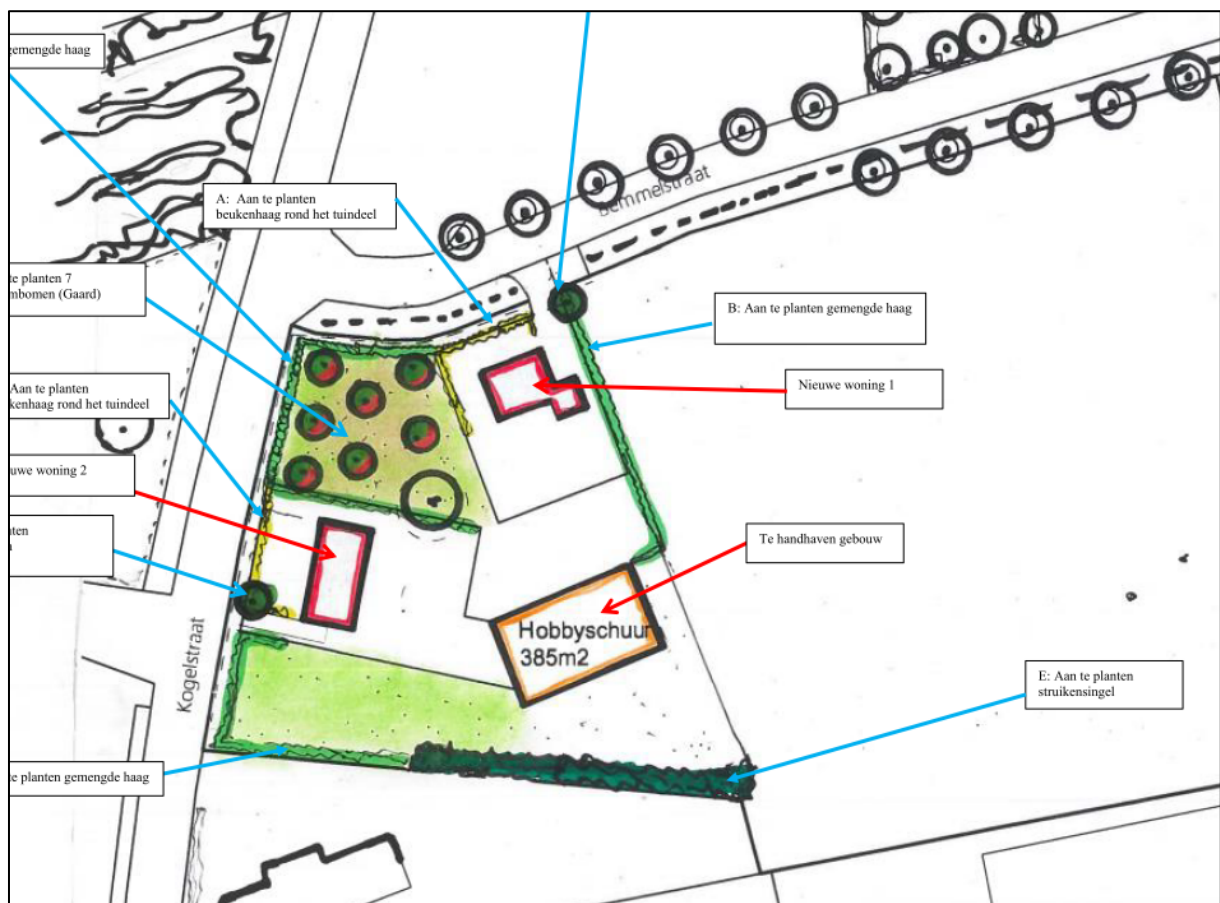 gemengde haag
A: Aan te planten
beukenhaag rond het tuindeel
Bemmelstraat
te planten 7
mbomen (Gaard)
B: Aan te planten gemengde haag
Nieuwe woning 1
Aan te planten
kenhaag rond het tuindeel
uwe woning 2
nten
Te handhaven gebouw
Hobbyschuur
385m2
Kogelstraat
E: Aan te planten
struikensingel
te planten gemengde haag